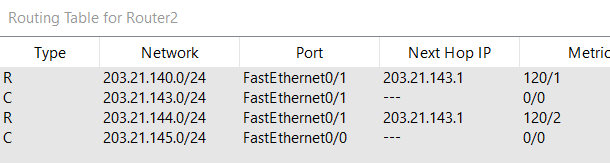 Routing Table for Router2
Type Network Port Next Hop IP Metric
R 203.21.140.0/24 FastEthernet0/1 203.21.143.1 120/1
C 203.21.143.0/24 FastEthernet0/1 --- 0/0
R 203.21.144.0/24 FastEthernet0/1 203.21.143.1 120/2
C 203.21.145.0/24 FastEthernet0/0 --- 0/0